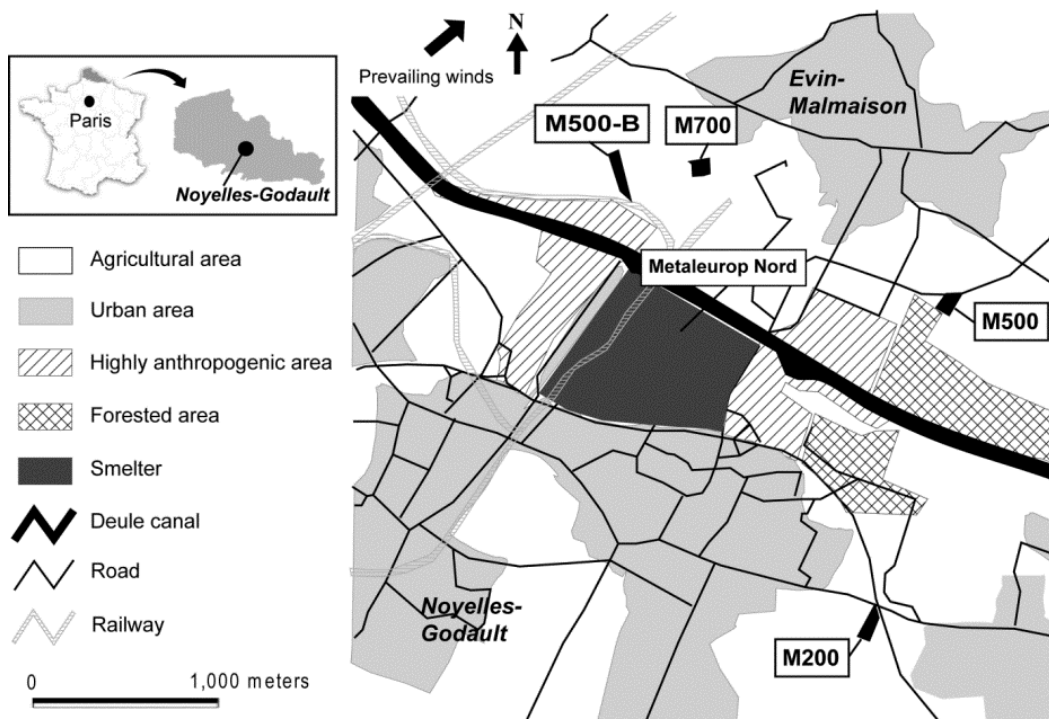 Paris
Noyelles-Godault
Agricultural area
Urban area
Highly anthropogenic area
Forested area
Smelter
Deule canal
Road
Railway
0 1,000 meters
N
Prevailing winds
Evin-
Malmaison
M500-B
M700
Metaleurop Nord
M500
Noyelles-
Godault
M200